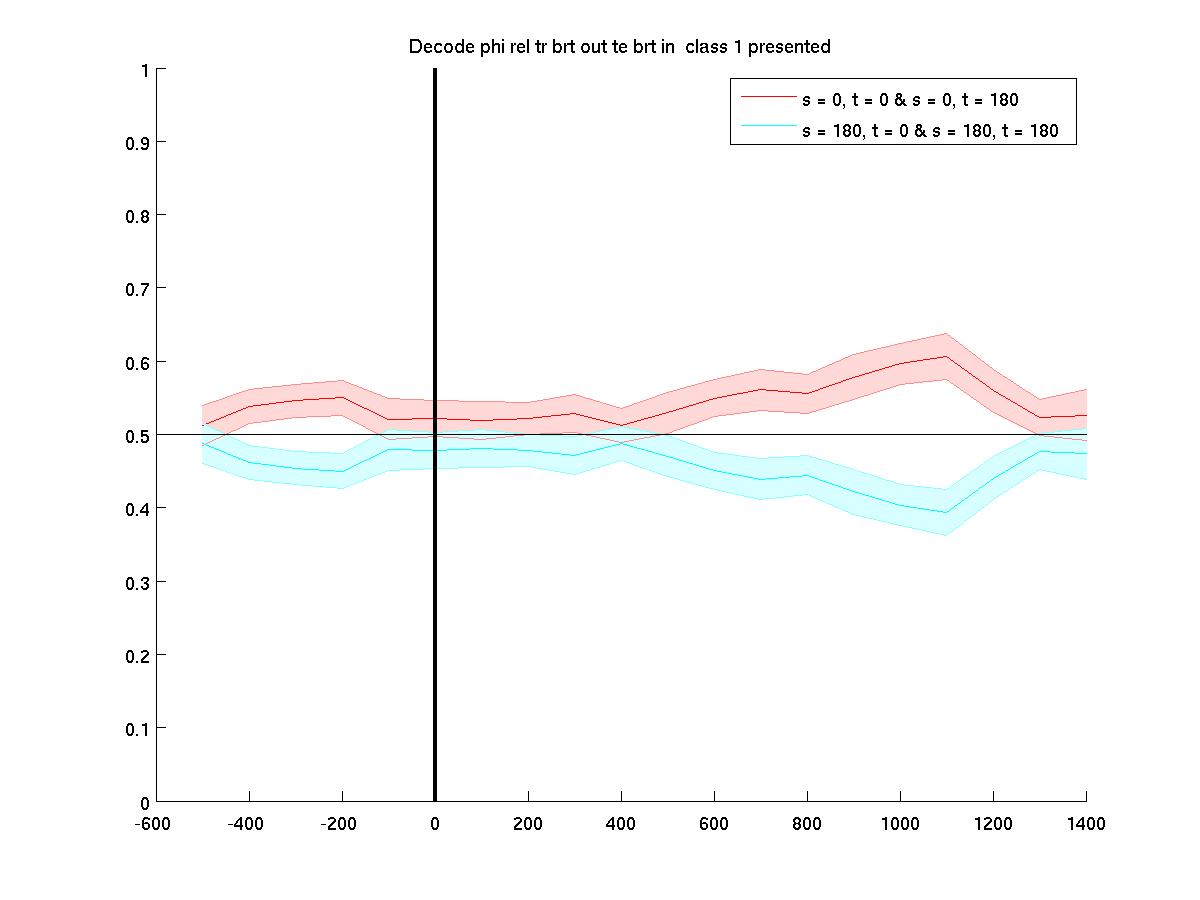 Decode phi rel tr brt out te brt in  class 1 presented
s = 0, t = 0 & s = 0, t = 180
s = 180, t = 0 & s = 180, t = 180
1
0.9
0.8
0.7
0.6
0.5
0.4
0.3
0.2
0.1
0
-600 -400 -200 0 200 400 600 800 1000 1200 1400